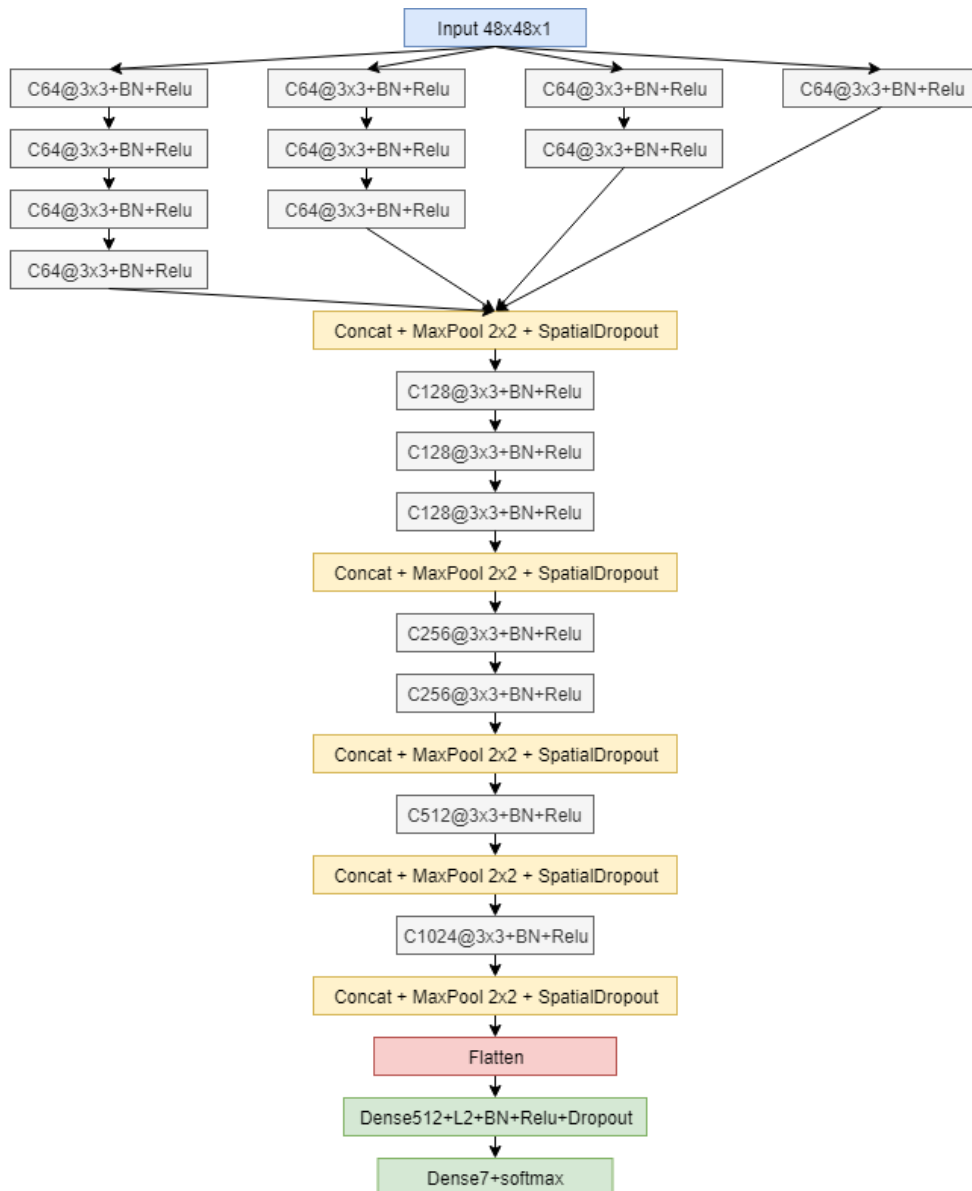 Input 48x48x1
C64@3x3+BN+Relu C64@3x3+BN+Relu C64@3x3+BN+Relu C64@3x3+BN+Relu
C64@3x3+BN+Relu C64@3x3+BN+Relu C64@3x3+BN+Relu
C64@3x3+BN+Relu C64@3x3+BN+Relu
C64@3x3+BN+Relu
Concat + MaxPool 2x2 + SpatialDropout
C128@3x3+BN+Relu
C128@3x3+BN+Relu
C128@3x3+BN+Relu
Concat + MaxPool 2x2 + SpatialDropout
C256@3x3+BN+Relu
C256@3x3+BN+Relu
Concat + MaxPool 2x2 + SpatialDropout
C512@3x3+BN+Relu
Concat + MaxPool 2x2 + SpatialDropout
C1024@3x3+BN+Relu
Concat + MaxPool 2x2 + SpatialDropout
Flatten
Dense512+L2+BN+Relu+Dropout
Dense7+softmax